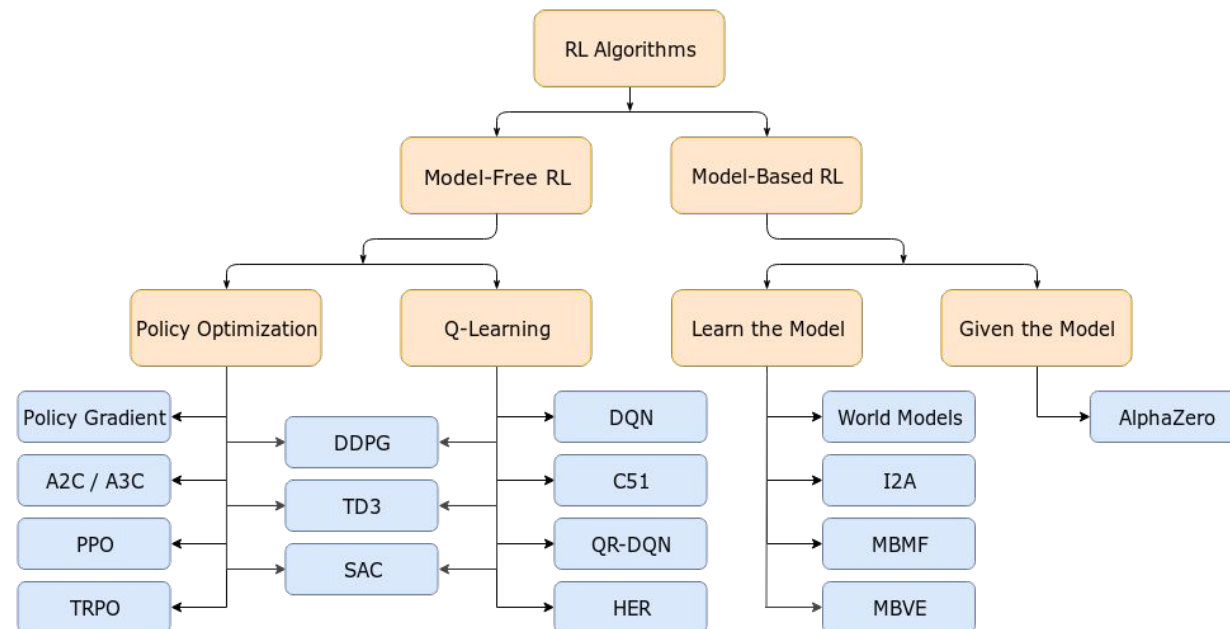 RL Algorithms
Model-Free RL
Model-Based RL
Policy Optimization
Q-Learning
Learn the Model
Given the Model
Policy Gradient
DDPG
DQN
World Models
AlphaZero
A2C / A3C
TD3
C51
I2A
PPO
SAC
QR-DQN
MBMF
TRPO
HER
MBVE